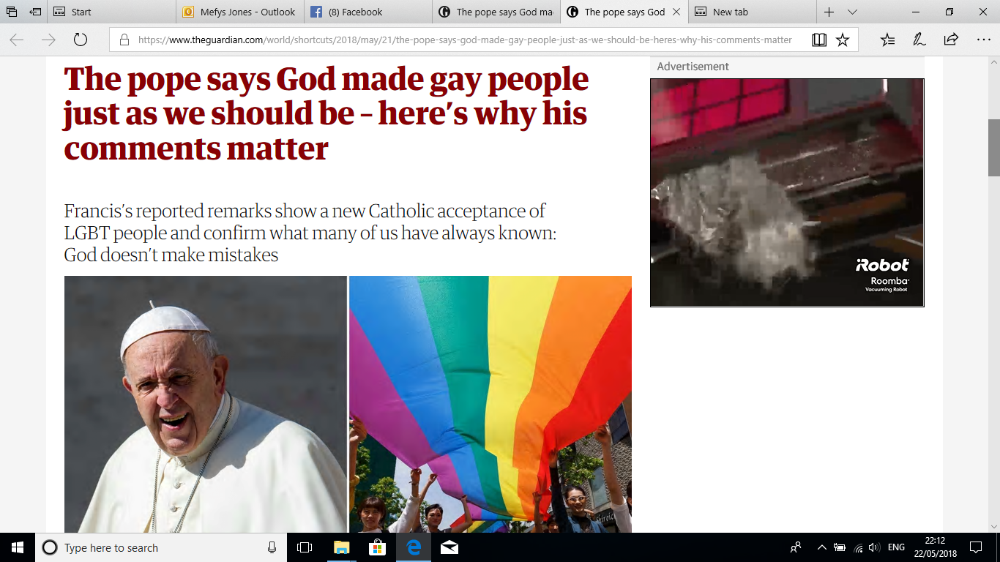 Start
Mefys Jones - Outlook
(8) Facebook
The pope says God ma
The pope says God
New tab
https://www.theguardian.com/world/shortcuts/2018/may/21/the-pope-says-god-made-gay-people-just-as-we-should-be-heres-why-his-comments-matter
The pope says God made gay people
just as we should be – here's why his
comments matter
Francis's reported remarks show a new Catholic acceptance of
LGBT people and confirm what many of us have always known:
God doesn't make mistakes
Advertisement
iRobot
Roomba
Vacuuming Robot
Type here to search
ENG
22:12
22/05/2018